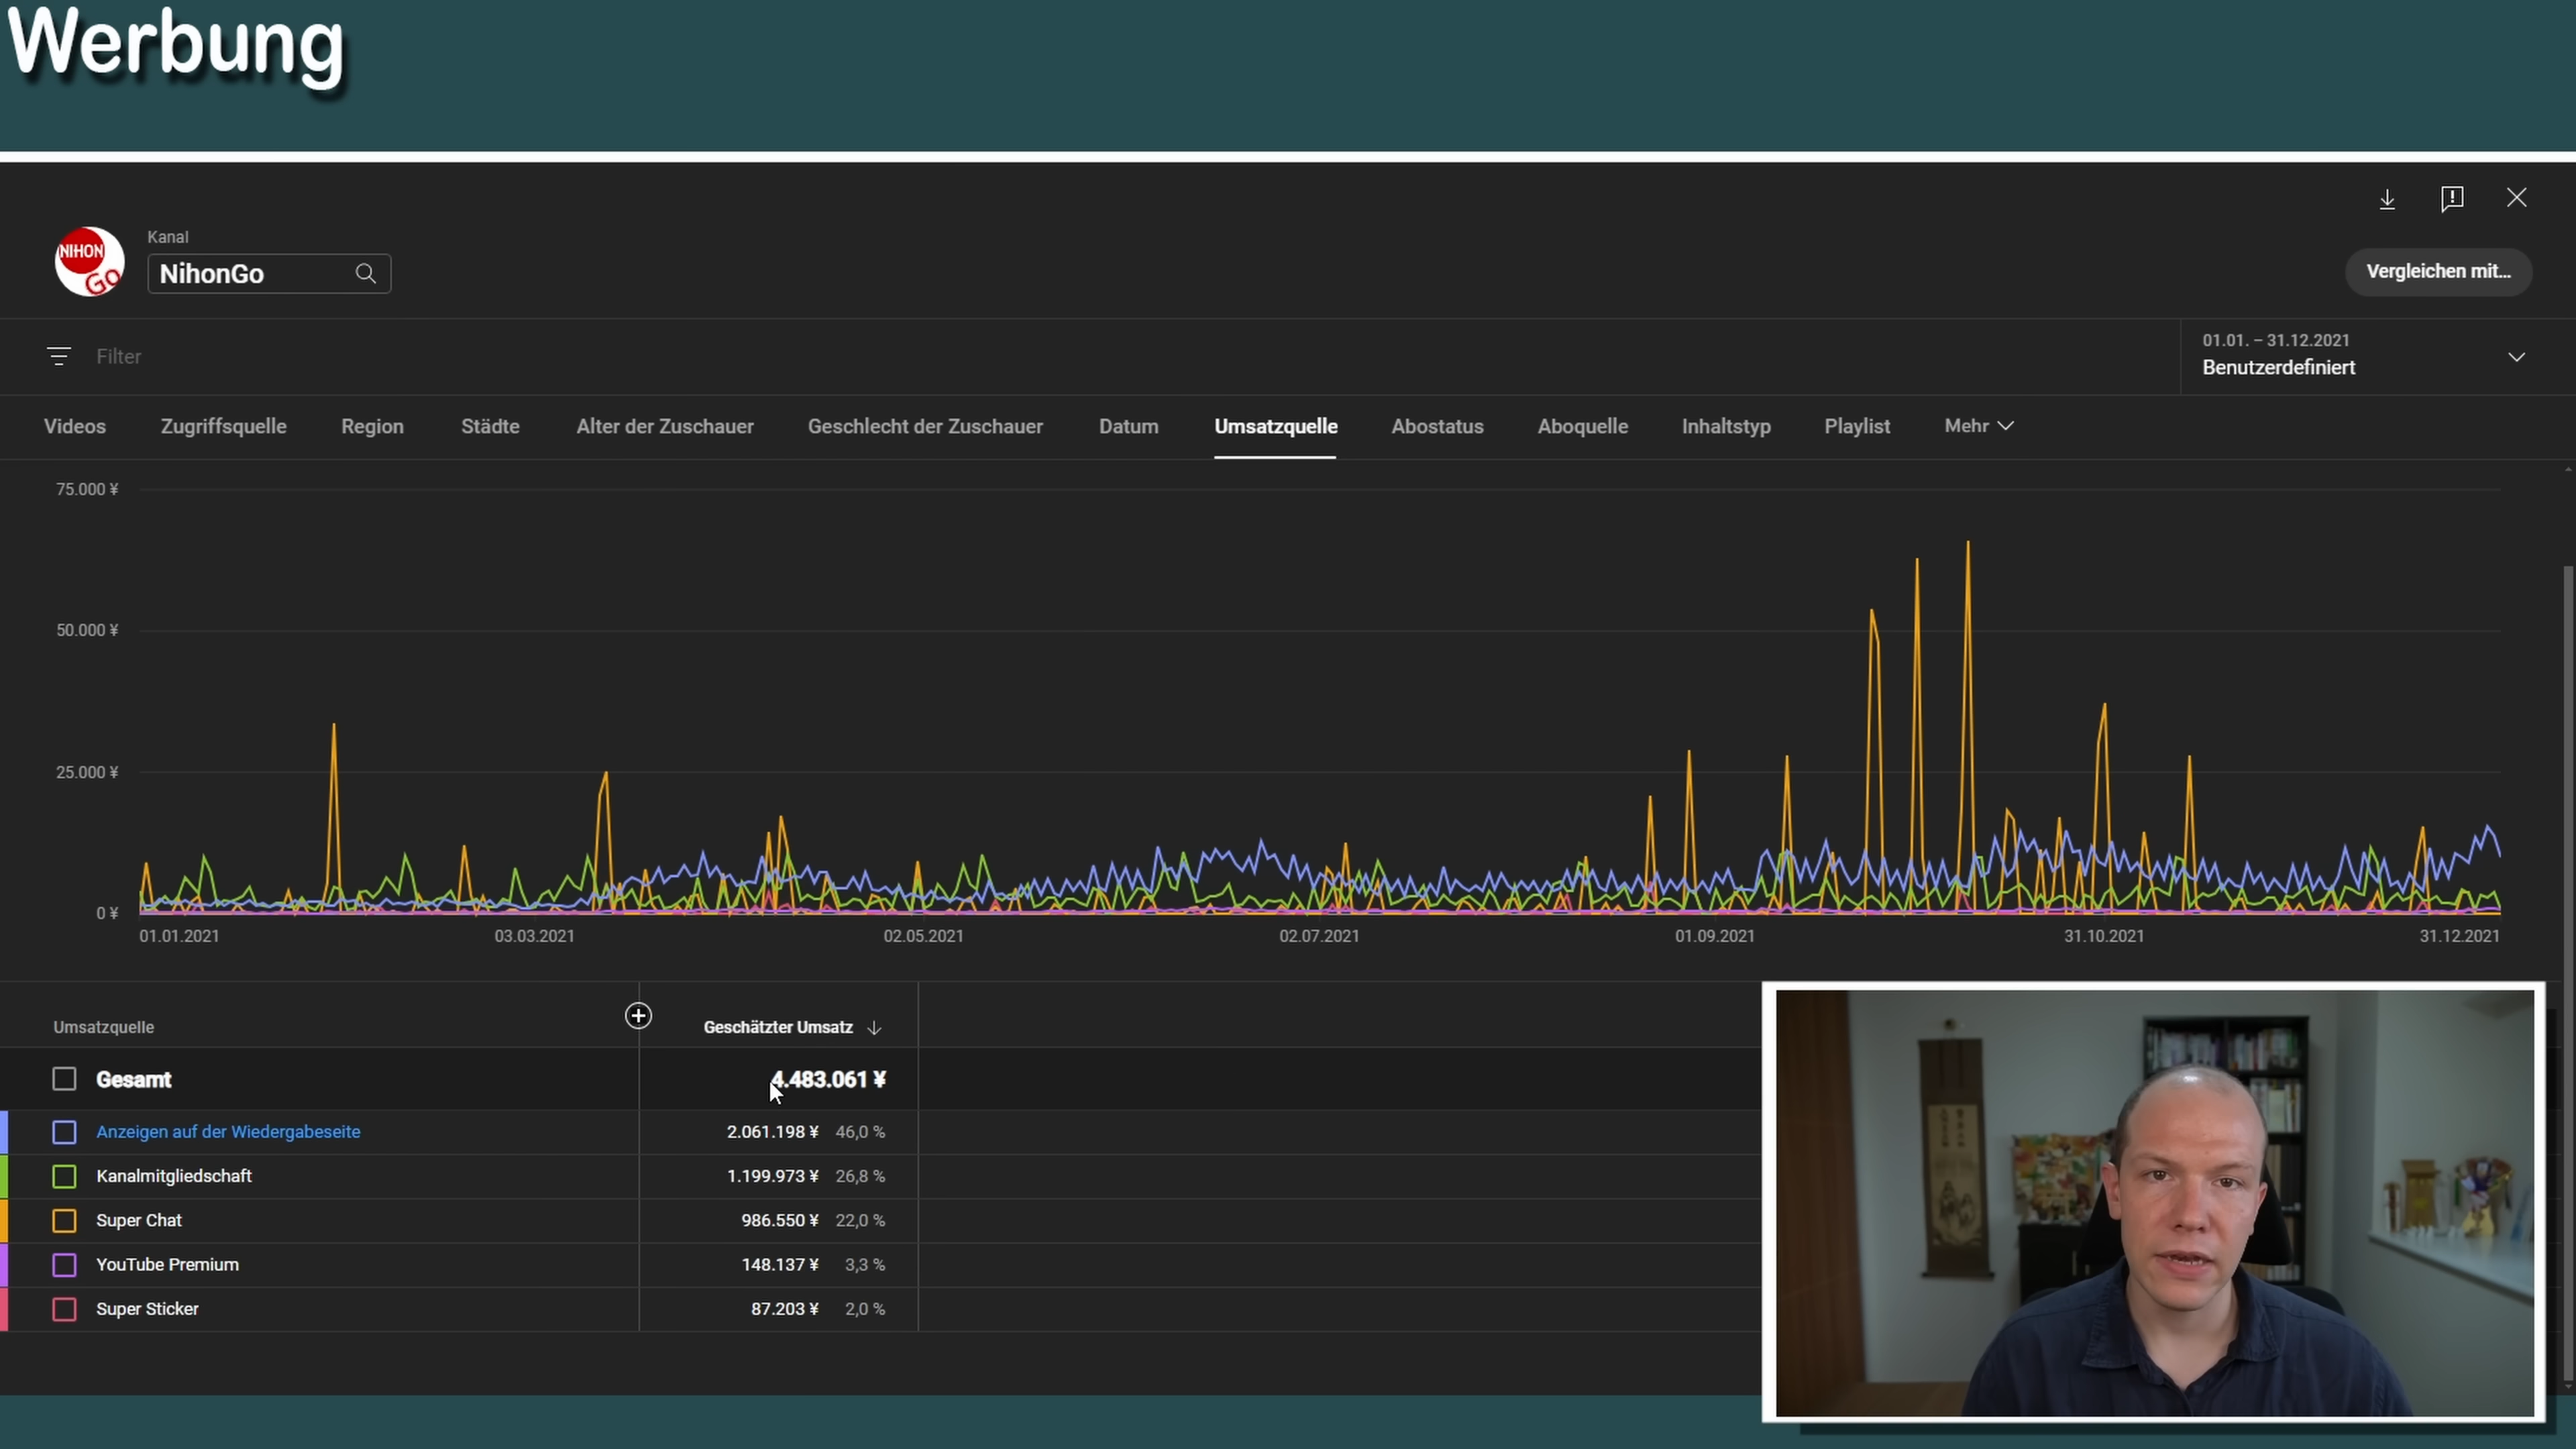 Werbung
Kanal
NIHON
Go
NihonGo
Vergleichen mit...
Filter
01.01. – 31.12.2021
Benutzerdefiniert
Videos Zugriffsquelle Region Städte Alter der Zuschauer Geschlecht der Zuschauer Datum Umsatzquelle Abostatus Aboquelle Inhaltstyp Playlist Mehr
75.000 ¥
50.000 ¥
25.000 ¥
0 ¥
01.01.2021 03.03.2021 02.05.2021 02.07.2021 01.09.2021 31.10.2021 31.12.2021
Umsatzquelle Geschätzter Umsatz
Gesamt 4.483.061 ¥
Anzeigen auf der Wiedergabeseite 2.061.198 ¥ 46,0 %
Kanalmitgliedschaft 1.199.973 ¥ 26,8 %
Super Chat 986.550 ¥ 22,0 %
YouTube Premium 148.137 ¥ 3,3 %
Super Sticker 87.203 ¥ 2,0 %